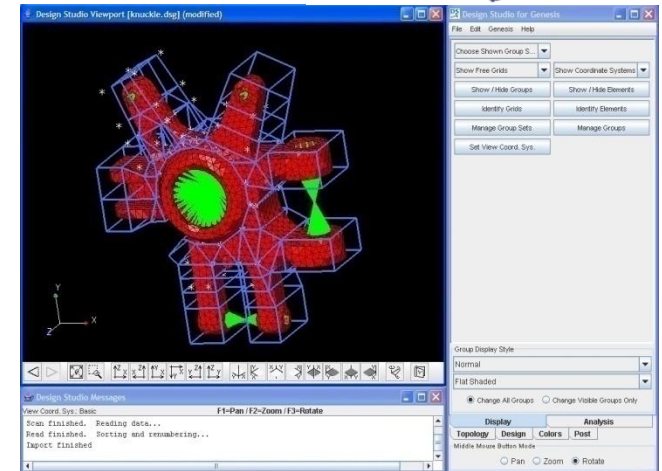 Design Studio Viewport [knuckle.dsg] (modified)
Y
X
Z
Design Studio Messages
View Coord. Sys.: Basic
F1=Pan / F2=Zoom / F3=Rotate
Scan finished. Reading data...
Read finished. Sorting and renumbering...
Import finished
Design Studio for Genesis
File Edit Genesis Help
Choose Shown Group S...
Show Free Grids Show Coordinate Systems
Show / Hide Groups Show / Hide Elements
Identify Grids Identify Elements
Manage Group Sets Manage Groups
Set View Coord. Sys.
Group Display Style
Normal
Flat Shaded
Change All Groups Change Visible Groups Only
Display Analysis
Topology Design Colors Post
Middle Mouse Button Mode
Pan Zoom Rotate